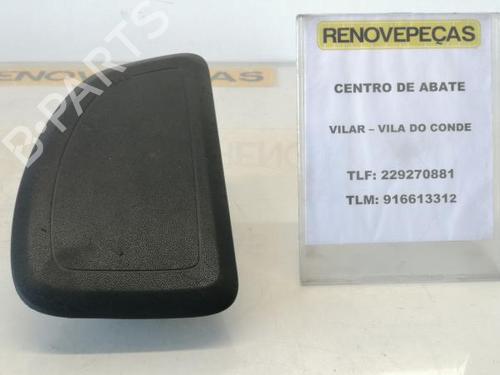 RENOVEPEÇAS
CENTRO DE ABATE
VILAR – VILA DO CONDE
TLF: 229270881
TLM: 916613312
B-PARTS